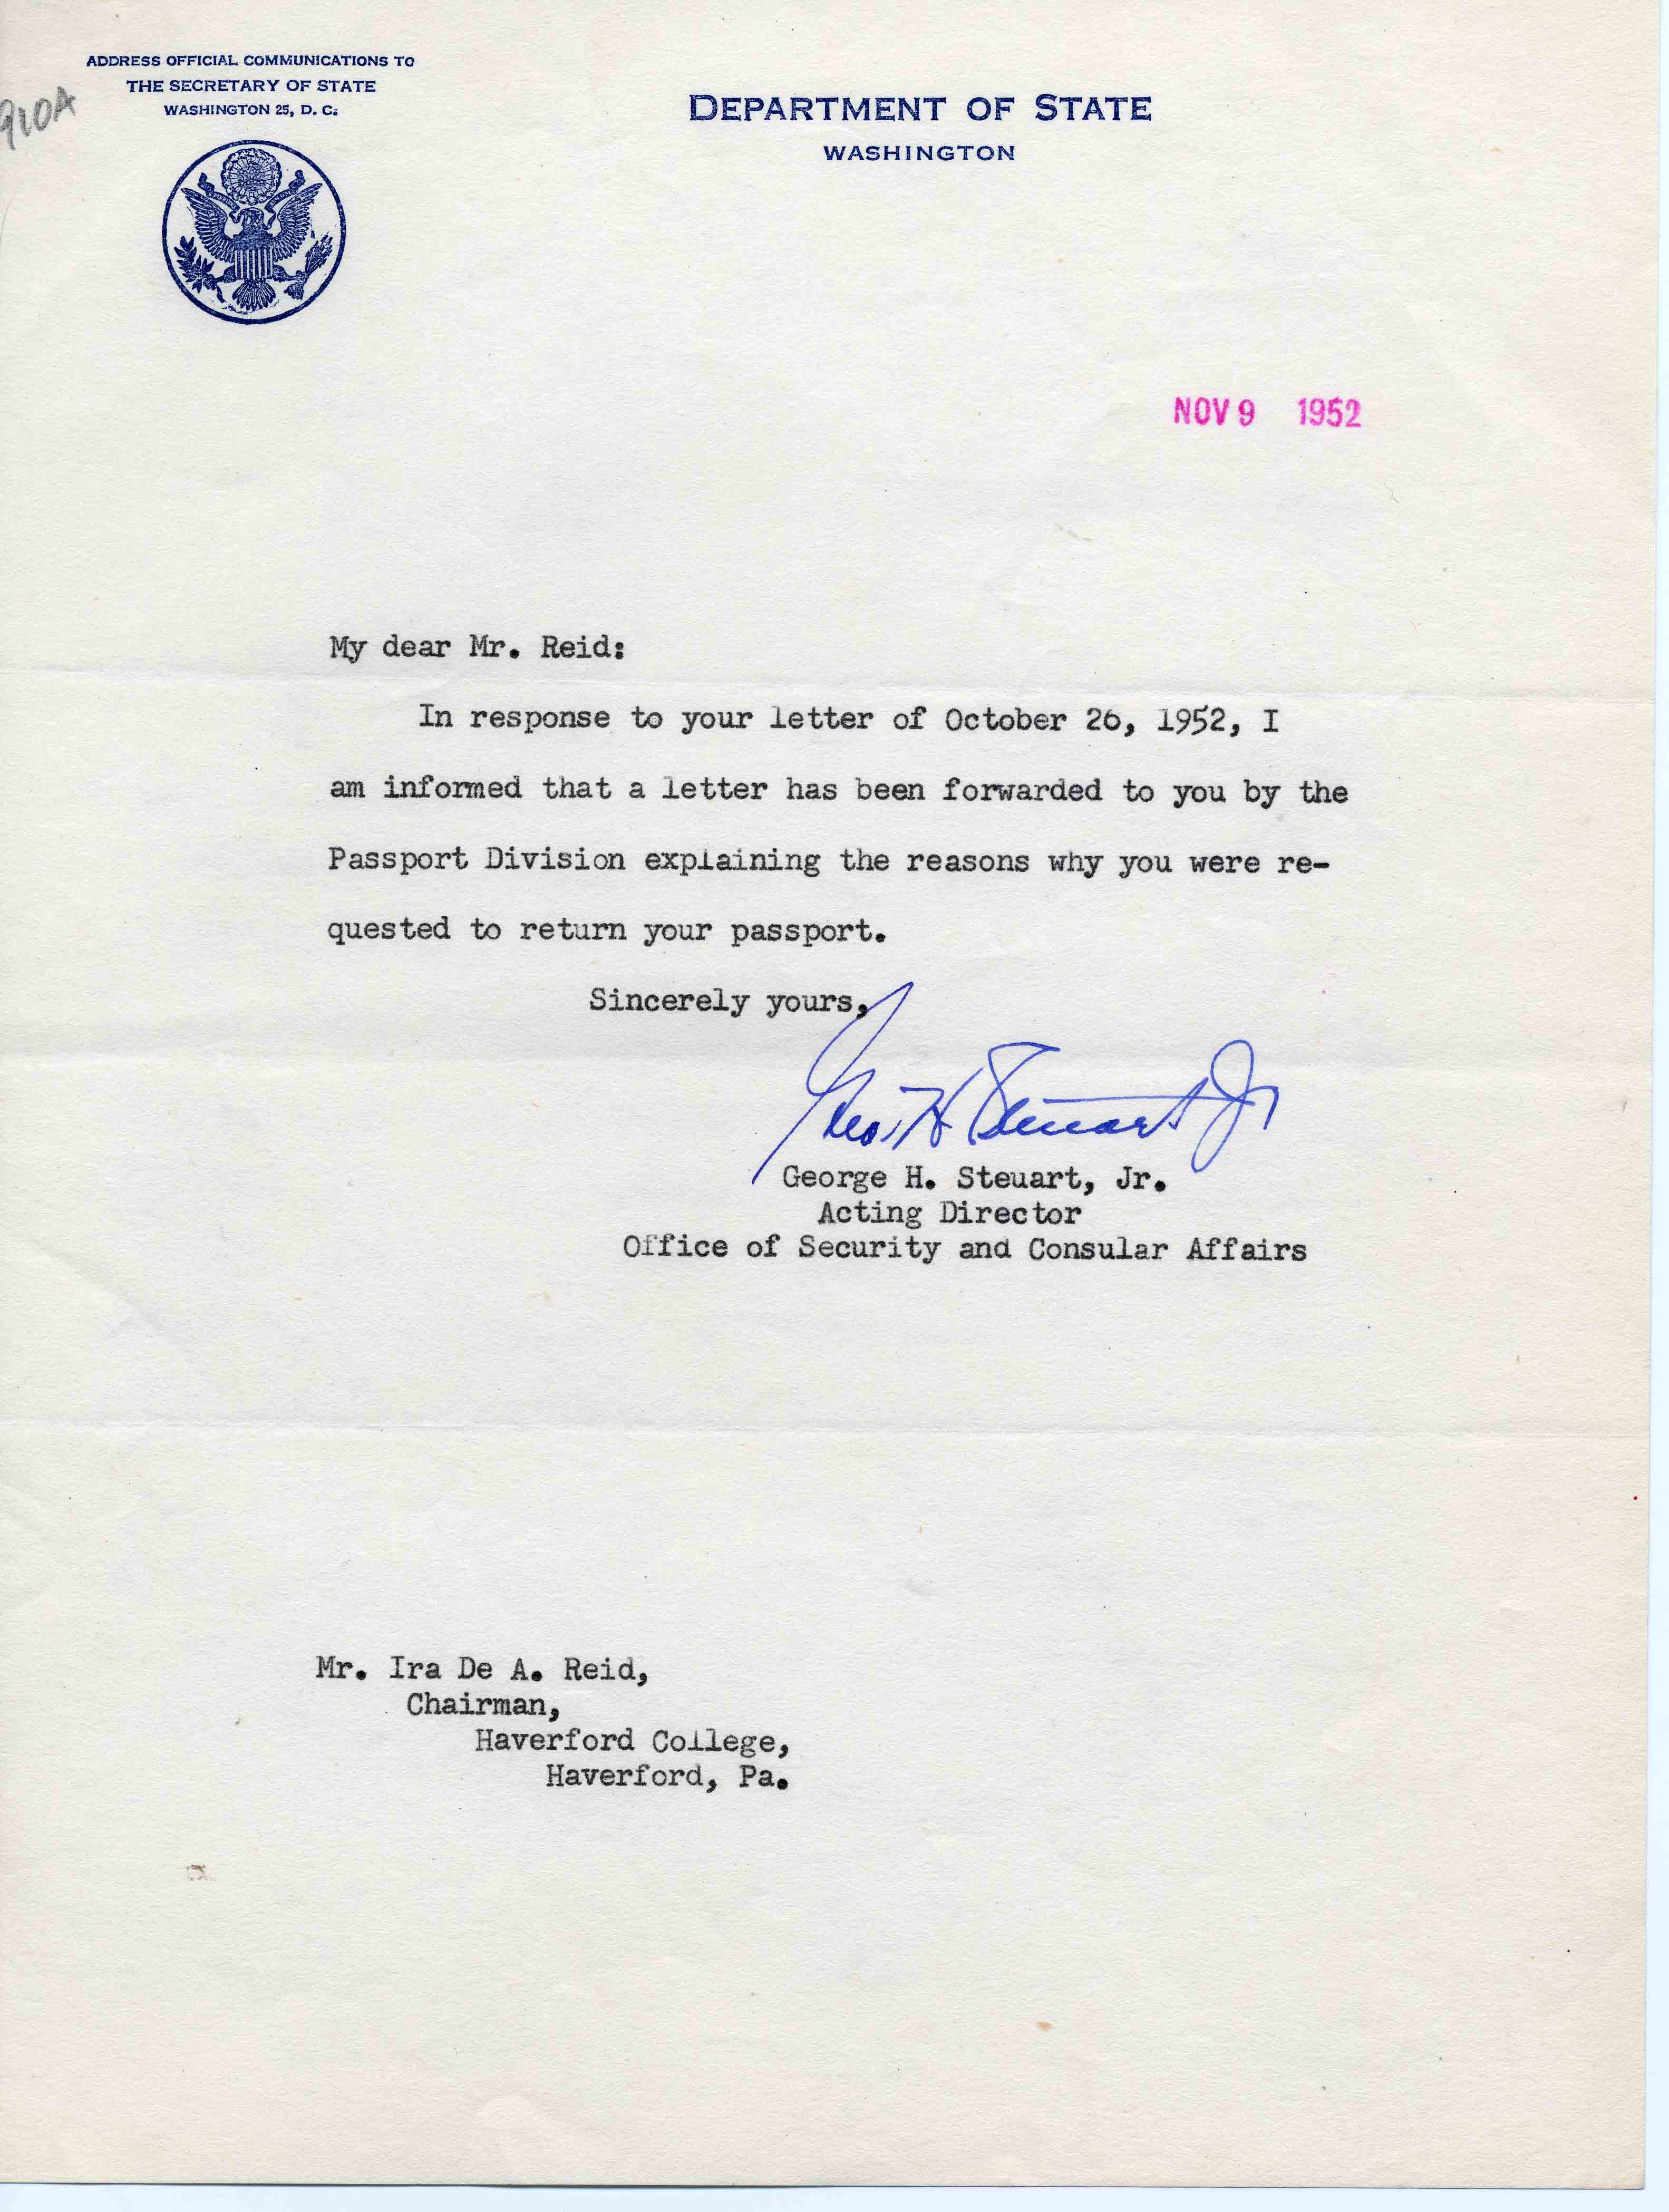 ADDRESS OFFICIAL COMMUNICATIONS TO
THE SECRETARY OF STATE
WASHINGTON 25, D. C.
910A
DEPARTMENT OF STATE
WASHINGTON
NOV 9 1952
My dear Mr. Reid:
In response to your letter of October 26, 1952, I
am informed that a letter has been forwarded to you by the
Passport Division explaining the reasons why you were re-
quested to return your passport.
Sincerely yours,
Geo. H Steuart Jr
George H. Steuart, Jr.
Acting Director
Office of Security and Consular Affairs
Mr. Ira De A. Reid,
Chairman,
Haverford College,
Haverford, Pa.